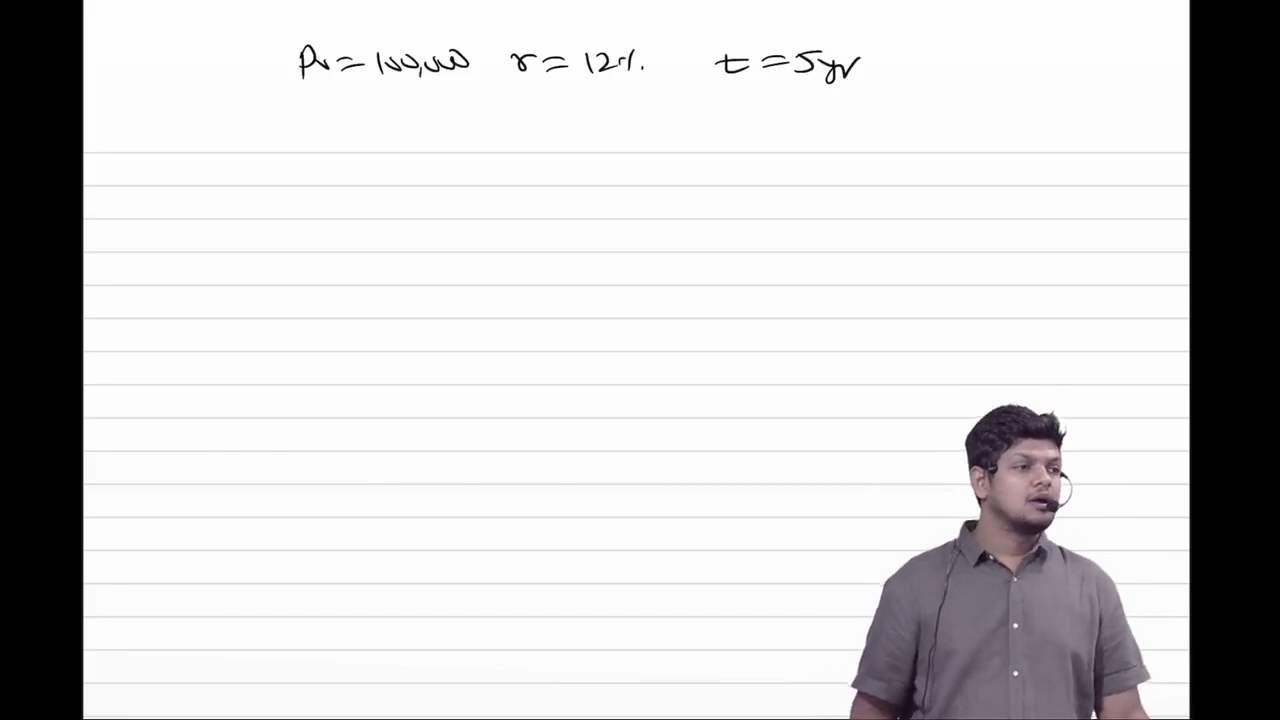 Pv = 100,000 r = 12% t = 5yr